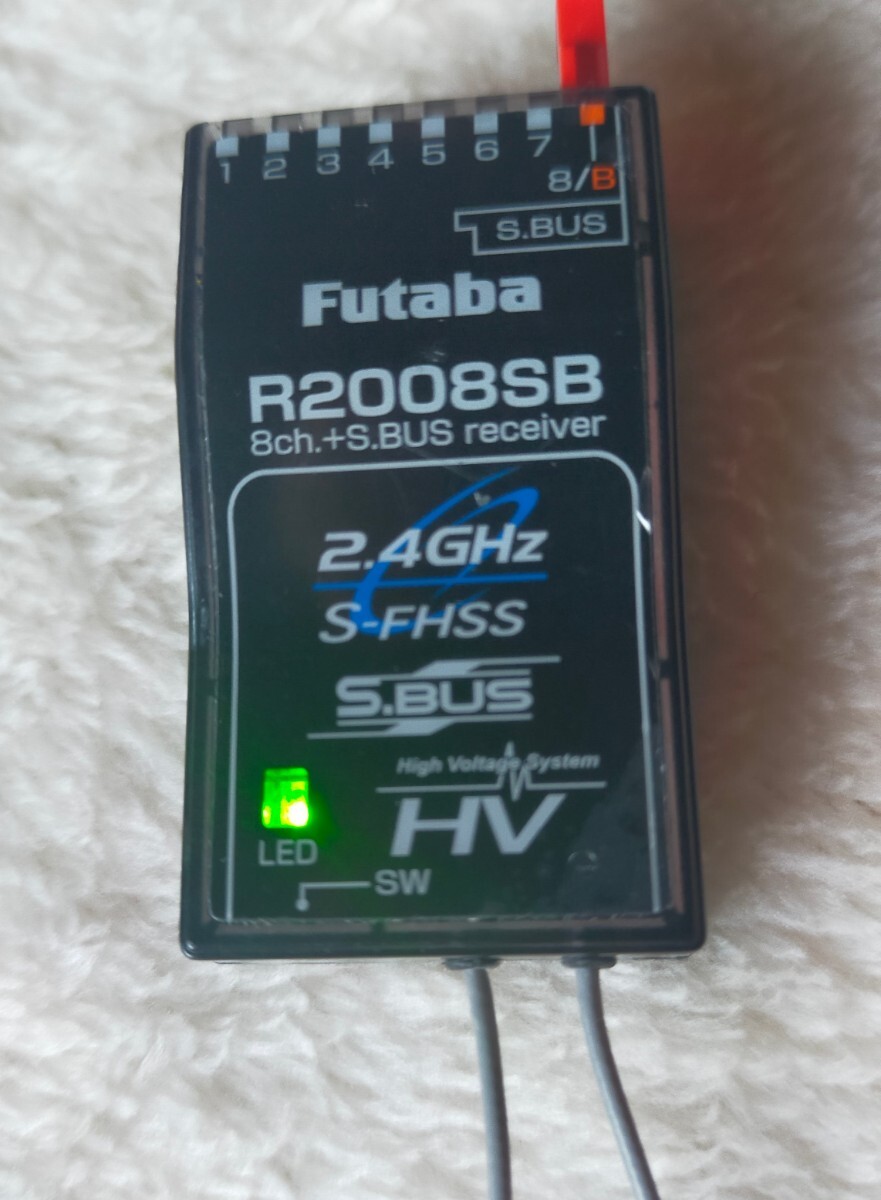 1 2 3 4 5 6 7
8/B
S.BUS
Futaba
R2008SB
8ch.+S.BUS receiver
2.4GHz
S-FHSS
S.BUS
High Voltage System
HV
LED
SW